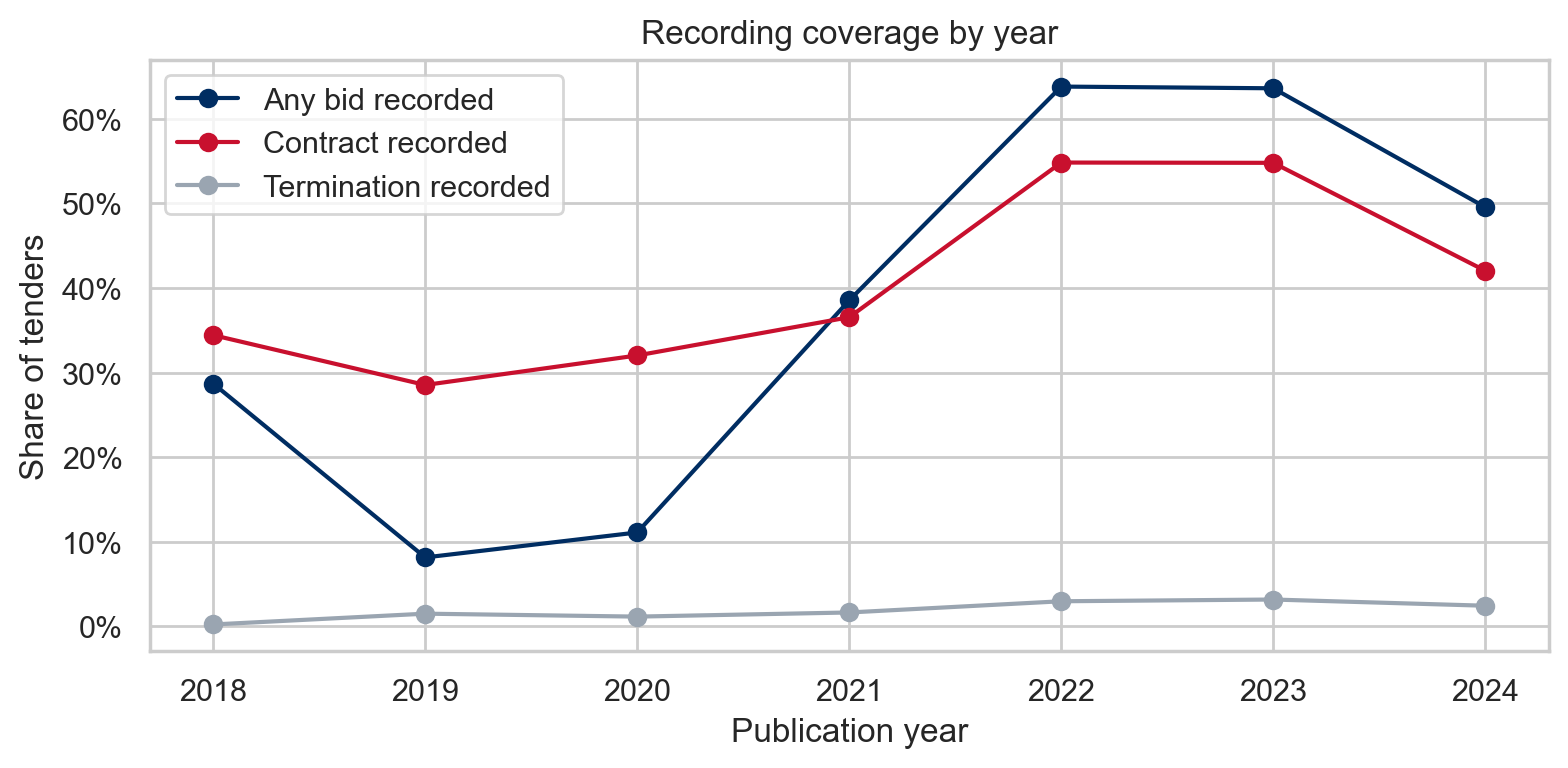 Recording coverage by year
Any bid recorded
Contract recorded
Termination recorded
Share of tenders
60%
50%
40%
30%
20%
10%
0%
2018
2019
2020
2021
2022
2023
2024
Publication year